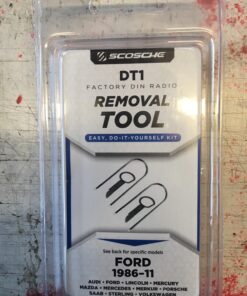 SCOSCHE
DT1
FACTORY DIN RADIO
REMOVAL
TOOL
EASY, DO-IT-YOURSELF KIT
See back for specific models
FORD
1986-11
AUDI • FORD • LINCOLN • MERCURY
MAZDA • MERCEDES • MERKUR • PORSCHE
SAAB • STERLING • VOLKSWAGEN